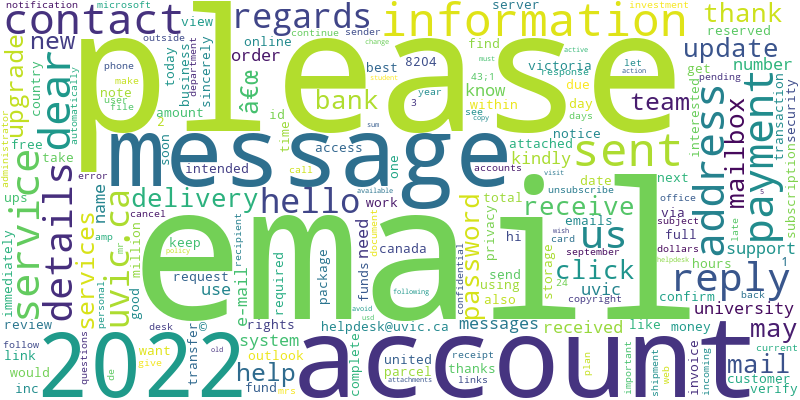 please
email
message
account
2022
contact
regards
information
thank
dear
sent
update
payment
address
mailbox
service
details
uvic.ca
delivery
hello
us
click
reply
receive
password
help
mail
may
upgrade
new
bank
team
kindly
services
â€œ
university
support
e-mail
use
system
need
name
number
notification
microsoft
view
outside
phone
make
user
file
note
country
automatically
administrator
free
take
ups
immediately
error
cancel
amp
mr
personal
review
follow
link
would
inc
questions
de
desk
want
give
transfer
©
old
fund
mrs
today
business
department
sincerely
online
order
continue
sender
change
best
8204
year
3
2
amount
id
time
soon
intended
access
call
one
attached
within
know
find
server
victoria
43;1
response
see
copy
active
must
student
sum
due
day
days
notice
investment
let
action
reserved
get
pending
interested
transaction
security
subscription
accounts
work
canada
keep
policy
good
million
request
required
recipient
package
document
available
funds
confidential
privacy
total
hi
send
using
also
storage
emails
date
unsubscribe
wish
card
september
visit
next
via
office
subject
full
late
dollars
s
hours
1
24
copyright
confirm
uvic
messages
received
like
money
helpdesk
back
current
customer
verify
incoming
invoice
shipment
web
plan
important
rights
helpdesk@uvic.ca
outlook
complete
united
parcel
receipt
thanks
links
attachments
usd
avoid
following